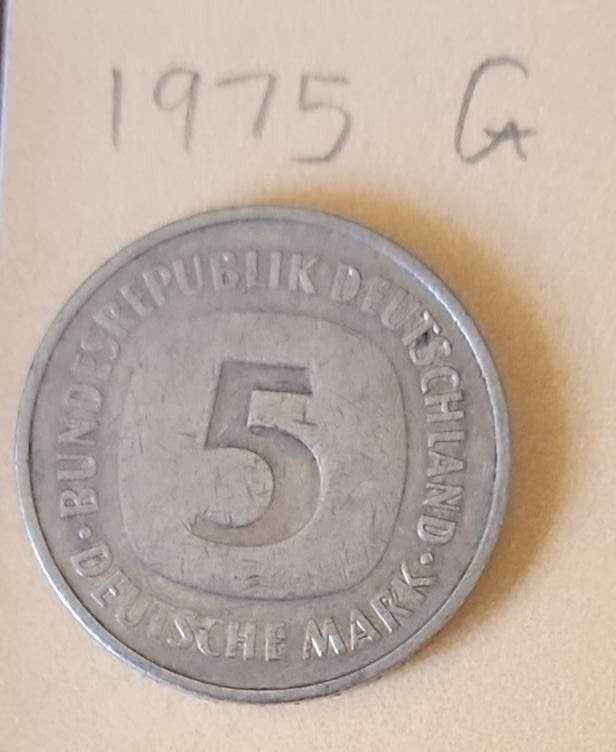 1975 G
BUNDESREPUBLIK DEUTSCHLAND
5
DEUTSCHE MARK